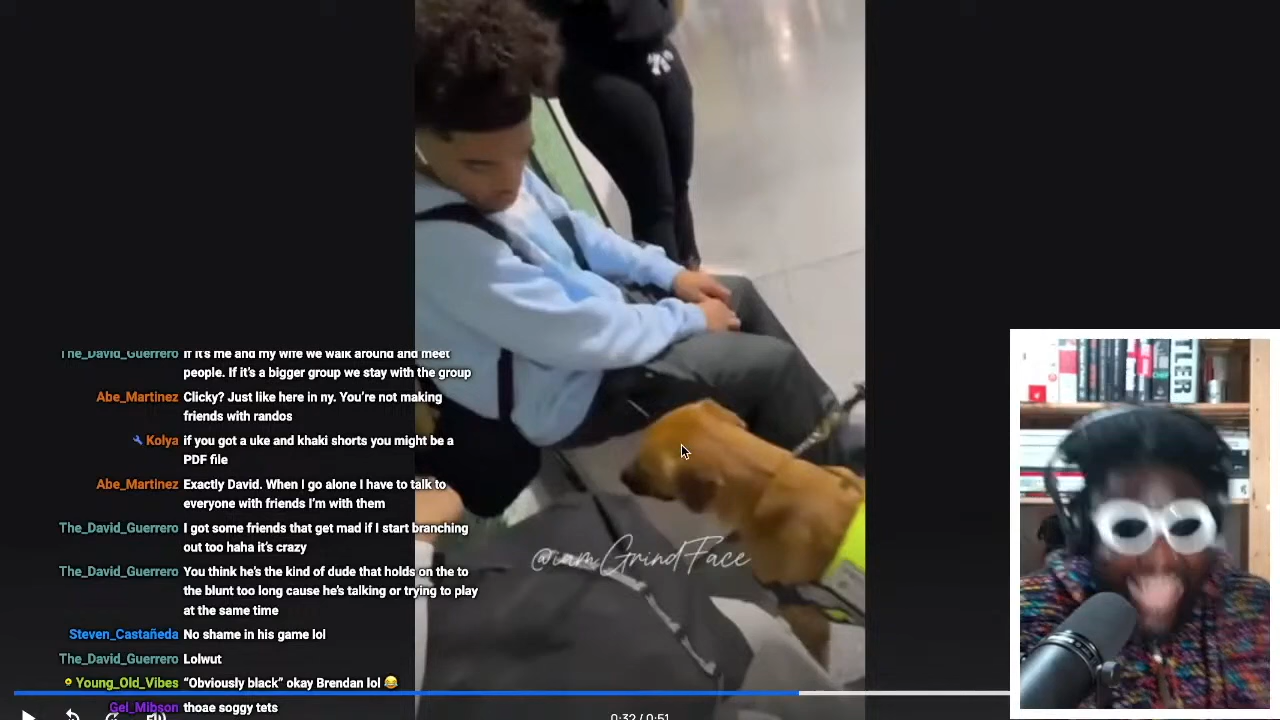 The_David_Guerrero If it's me and my wife we walk around and meet
people. If it's a bigger group we stay with the group
Abe_Martinez Clicky? Just like here in ny. You're not making
friends with randos
Kolya if you got a uke and khaki shorts you might be a
PDF file
Abe_Martinez Exactly David. When I go alone I have to talk to
everyone with friends I'm with them
The_David_Guerrero I got some friends that get mad if I start branching
out too haha it's crazy
The_David_Guerrero You think he's the kind of dude that holds on the to
the blunt too long cause he's talking or trying to play
at the same time
Steven_Castañeda No shame in his game lol
The_David_Guerrero Lolwut
Young_Old_Vibes “Obviously black” okay Brendan lol 😂
Gel_Mibson thoae soggy tets
@iamGrindFace
0:32 / 0:51